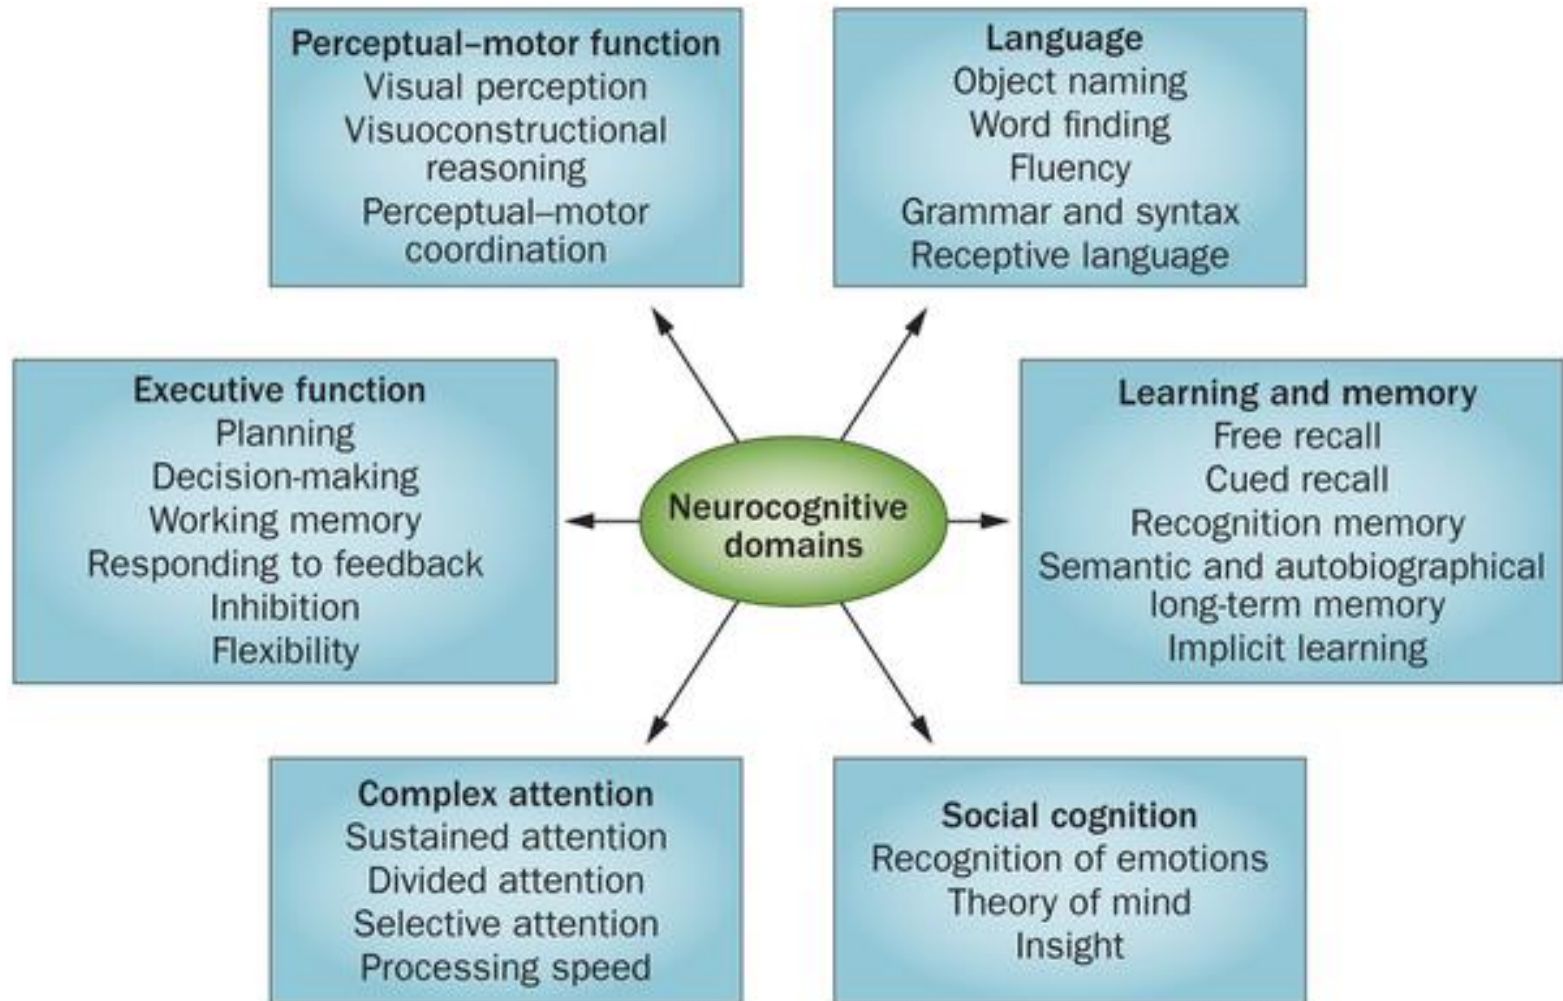 Perceptual–motor function
Visual perception
Visuoconstructional
reasoning
Perceptual–motor
coordination
Language
Object naming
Word finding
Fluency
Grammar and syntax
Receptive language
Executive function
Planning
Decision-making
Working memory
Responding to feedback
Inhibition
Flexibility
Neurocognitive
domains
Learning and memory
Free recall
Cued recall
Recognition memory
Semantic and autobiographical
long-term memory
Implicit learning
Complex attention
Sustained attention
Divided attention
Selective attention
Processing speed
Social cognition
Recognition of emotions
Theory of mind
Insight